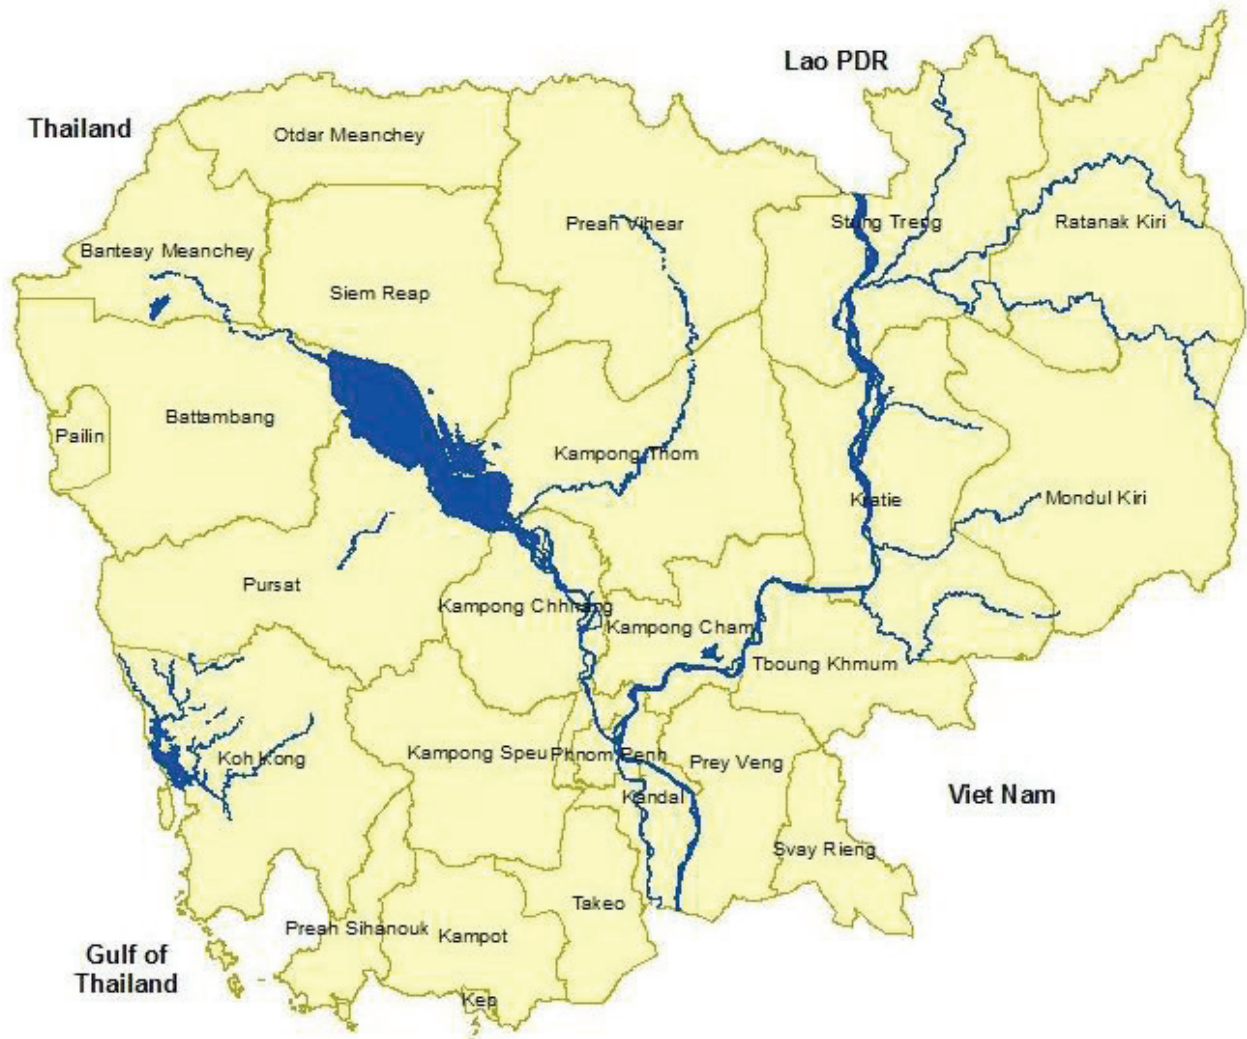 Lao PDR
Thailand
Otdar Meanchey
Preah Vihear
Stung Treng
Ratanak Kiri
Banteay Meanchey
Siem Reap
Battambang
Pailin
Kampong Thom
Kratie
Mondul Kiri
Pursat
Kampong Chhnang
Kampong Cham
Tboung Khmum
Koh Kong
Kampong Speu
Phnom Penh
Prey Veng
Kandal
Viet Nam
Svay Rieng
Takeo
Preah Sihanouk
Kampot
Gulf of
Thailand
Kep